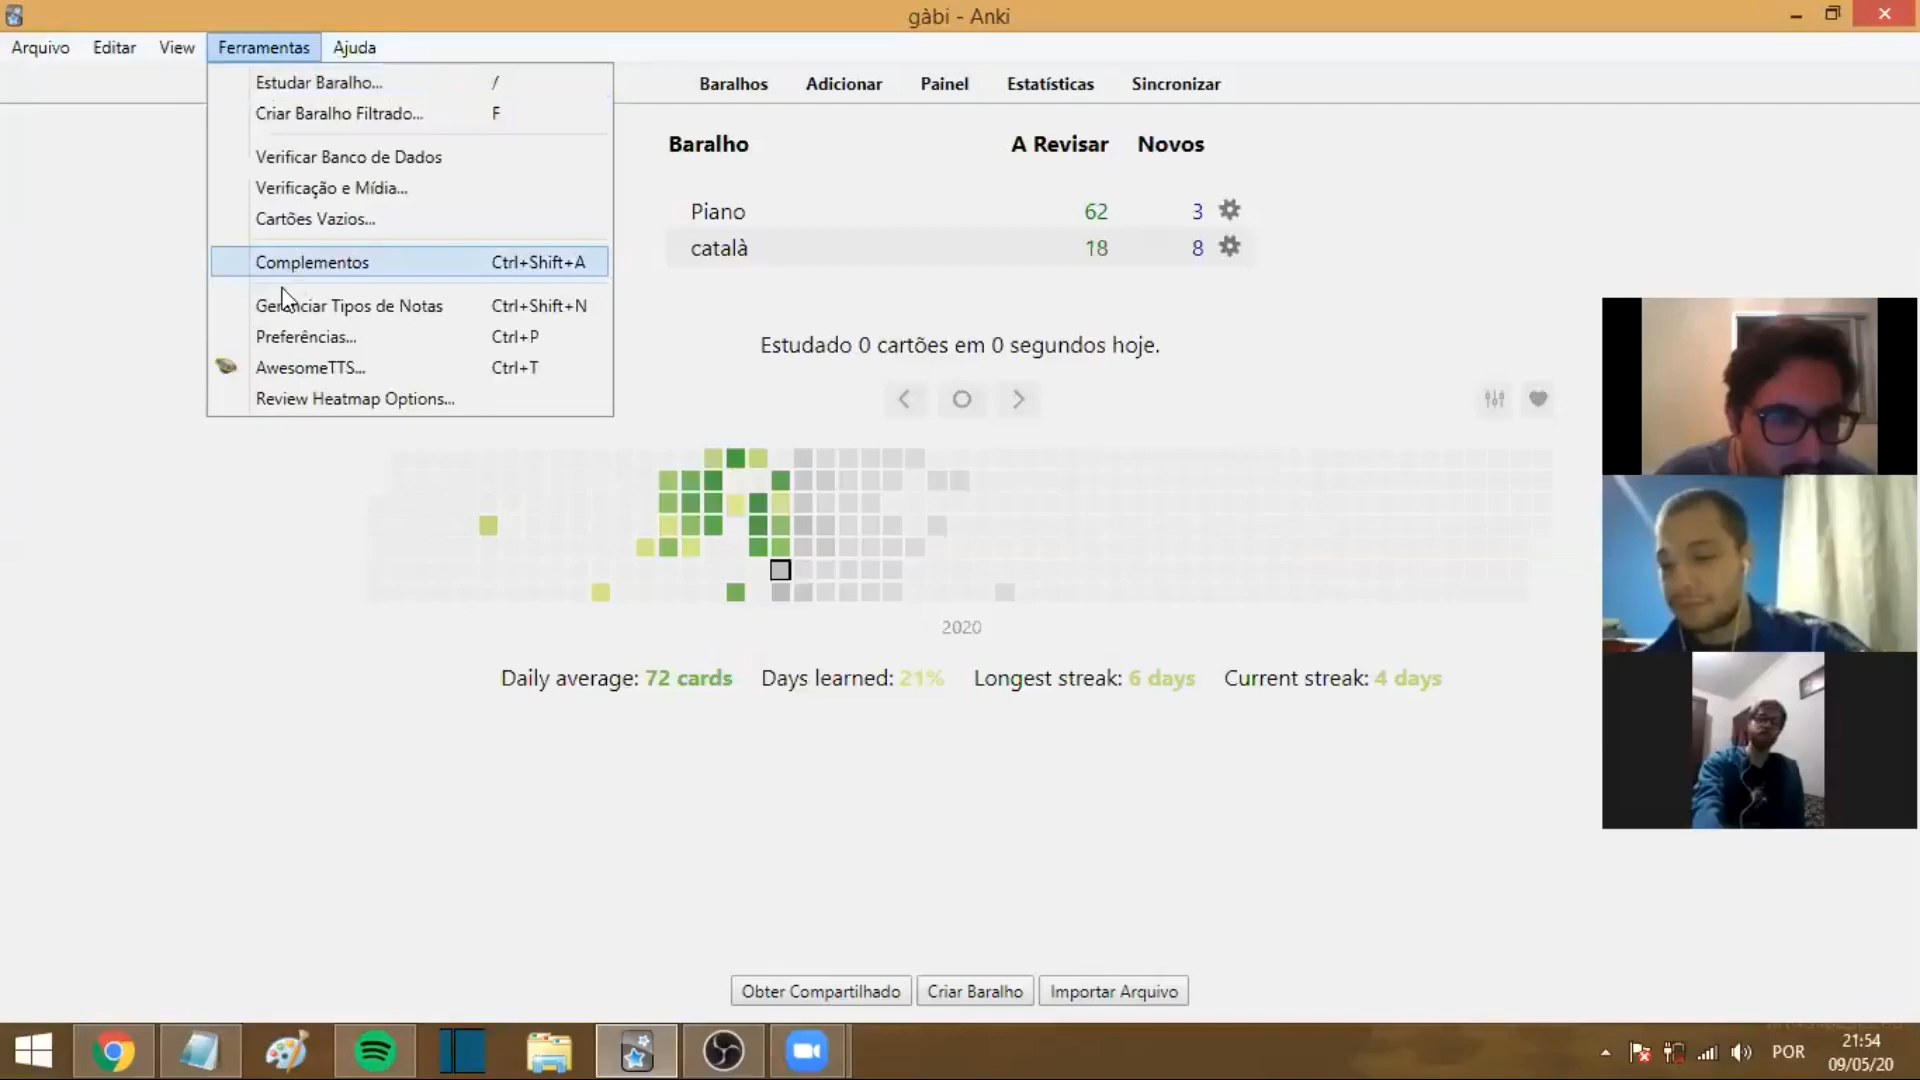 gàbi - Anki
Arquivo Editar View Ferramentas Ajuda
Estudar Baralho... /
Criar Baralho Filtrado... F
Verificar Banco de Dados
Verificação e Mídia...
Cartões Vazios...
Complementos Ctrl+Shift+A
Gerenciar Tipos de Notas Ctrl+Shift+N
Preferências... Ctrl+P
AwesomeTTS... Ctrl+T
Review Heatmap Options...
Baralhos Adicionar Painel Estatísticas Sincronizar
Baralho A Revisar Novos
Piano 62 3
català 18 8
Estudado 0 cartões em 0 segundos hoje.
2020
Daily average: 72 cards Days learned: 21% Longest streak: 6 days Current streak: 4 days
Obter Compartilhado Criar Baralho Importar Arquivo
POR
21:54
09/05/20